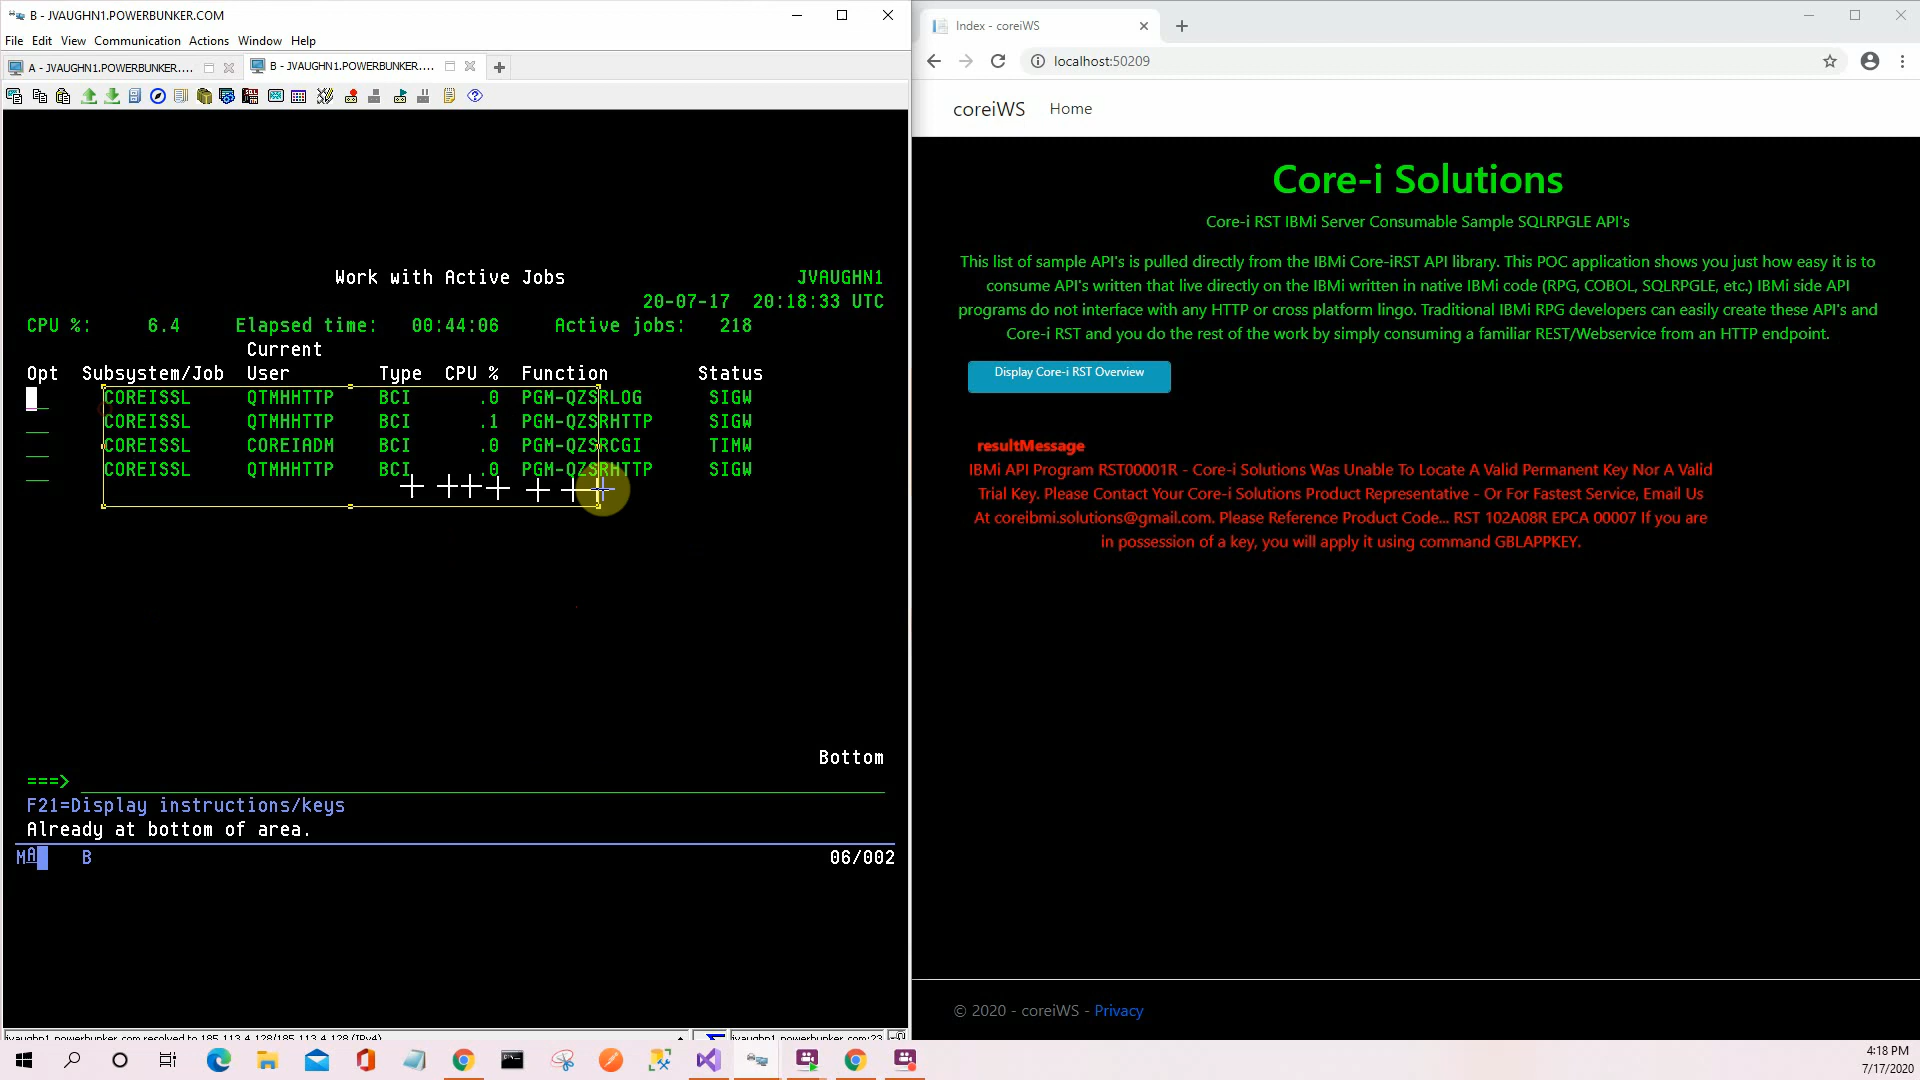 B - JVAUGHN1.POWERBUNKER.COM
File Edit View Communication Actions Window Help
A - JVAUGHN1.POWERBUNKER....
B - JVAUGHN1.POWERBUNKER....
Work with Active Jobs JVAUGHN1
20-07-17 20:18:33 UTC
CPU %: 6.4 Elapsed time: 00:44:06 Active jobs: 218
Current
Opt Subsystem/Job User Type CPU % Function Status
COREISSL QTMHHTTP BCI .0 PGM-QZSRLOG SIGW
COREISSL QTMHHTTP BCI .1 PGM-QZSRHTTP SIGW
COREISSL COREIADM BCI .0 PGM-QZSRCGI TIMW
COREISSL QTMHHTTP BCI .0 PGM-QZSRHTTP SIGW
Bottom
===>
F21=Display instructions/keys
Already at bottom of area.
MA B 06/002
Index - coreiWS
localhost:50209
coreiWS Home
Core-i Solutions
Core-i RST IBMi Server Consumable Sample SQLRPGLE API's
This list of sample API's is pulled directly from the IBMi Core-iRST API library. This POC application shows you just how easy it is to
consume API's written that live directly on the IBMi written in native IBMi code (RPG, COBOL, SQLRPGLE, etc.) IBMi side API
programs do not interface with any HTTP or cross platform lingo. Traditional IBMi RPG developers can easily create these API's and
Core-i RST and you do the rest of the work by simply consuming a familiar REST/Webservice from an HTTP endpoint.
Display Core-i RST Overview
resultMessage
IBMi API Program RST00001R - Core-i Solutions Was Unable To Locate A Valid Permanent Key Nor A Valid
Trial Key. Please Contact Your Core-i Solutions Product Representative - Or For Fastest Service, Email Us
At coreibmi.solutions@gmail.com. Please Reference Product Code... RST 102A08R EPCA 00007 If you are
in possession of a key, you will apply it using command GBLAPPKEY.
© 2020 - coreiWS - Privacy
4:18 PM
7/17/2020